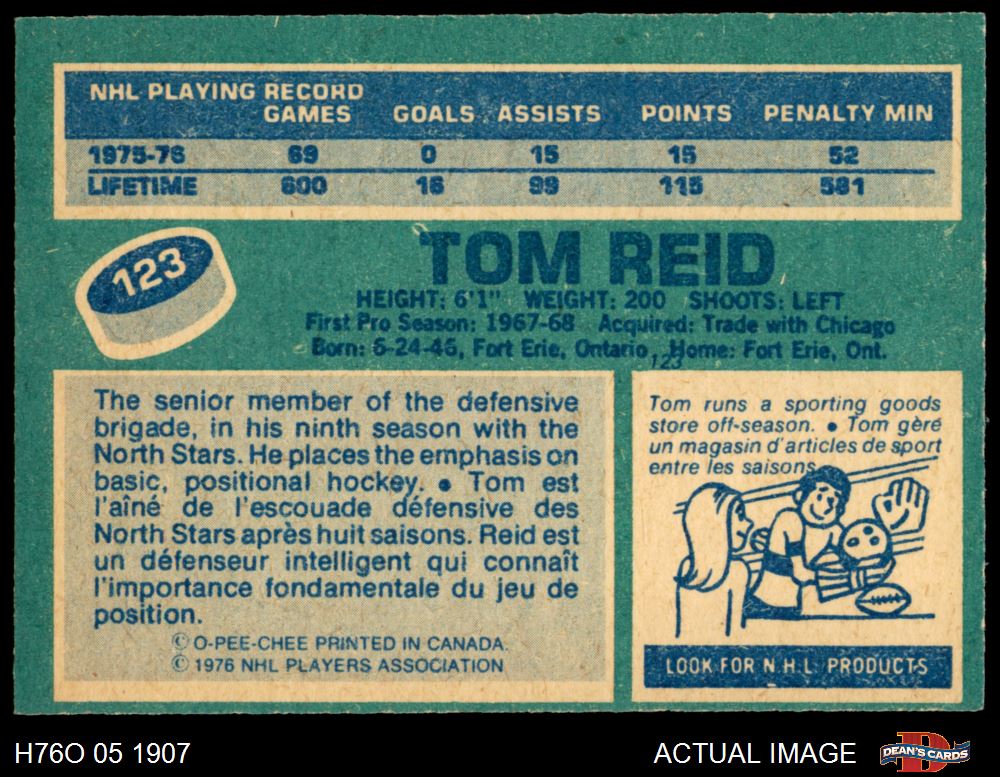 NHL PLAYING RECORD
GAMES GOALS ASSISTS POINTS PENALTY MIN
1975-76 69 0 15 15 52
LIFETIME 600 16 99 115 581
123
TOM REID
HEIGHT: 6'1" WEIGHT: 200 SHOOTS: LEFT
First Pro Season: 1967-68 Acquired: Trade with Chicago
Born: 6-24-46, Fort Erie, Ontario, Home: Fort Erie, Ont.
123
The senior member of the defensive
brigade, in his ninth season with the
North Stars. He places the emphasis on
basic, positional hockey. ● Tom est
l'aîné de l'escouade défensive des
North Stars après huit saisons. Reid est
un défenseur intelligent qui connaît
l'importance fondamentale du jeu de
position.
© O-PEE-CHEE PRINTED IN CANADA.
© 1976 NHL PLAYERS ASSOCIATION
Tom runs a sporting goods
store off-season. ● Tom gère
un magasin d'articles de sport
entre les saisons.
LOOK FOR N.H.L. PRODUCTS
H76O 05 1907
ACTUAL IMAGE
D
DEAN'S CARDS